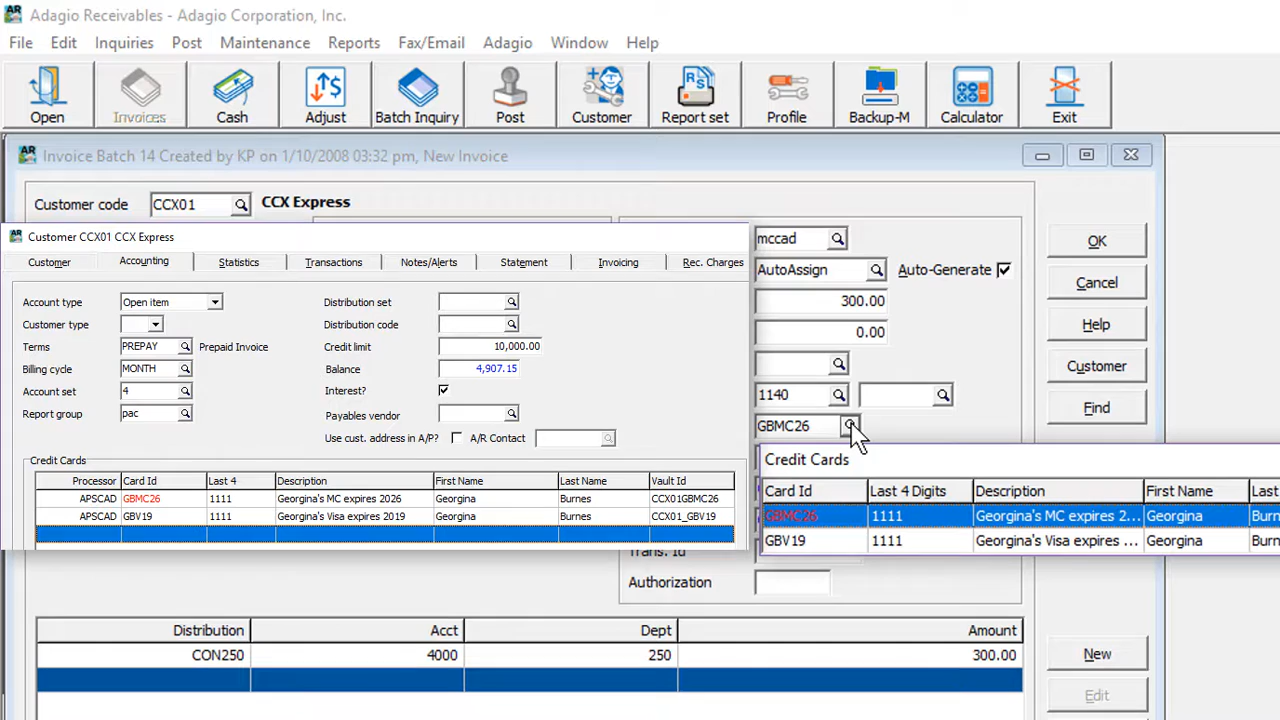 Adagio Receivables - Adagio Corporation, Inc.
File Edit Inquiries Post Maintenance Reports Fax/Email Adagio Window Help
Open Invoices Cash Adjust Batch Inquiry Post Customer Report set Profile Backup-M Calculator Exit
Invoice Batch 14 Created by KP on 1/10/2008 03:32 pm, New Invoice
Customer code CCX01 CCX Express
Customer CCX01 CCX Express
Customer Accounting Statistics Transactions Notes/Alerts Statement Invoicing Rec. Charges
Account type Open item Distribution set
Customer type Distribution code
Terms PREPAY Prepaid Invoice Credit limit 10,000.00
Billing cycle MONTH Balance 4,907.15
Account set 4 Interest?
Report group pac Payables vendor
Use cust. address in A/P? A/R Contact
Credit Cards
Processor Card Id Last 4 Description First Name Last Name Vault Id
APSCAD GBMC26 1111 Georgina's MC expires 2026 Georgina Burnes CCX01GBMC26
APSCAD GBV19 1111 Georgina's Visa expires 2019 Georgina Burnes CCX01_GBV19
mccad
AutoAssign Auto-Generate
300.00
0.00
1140
GBMC26
OK
Cancel
Help
Customer
Find
Credit Cards
Card Id Last 4 Digits Description First Name Last
GBMC26 1111 Georgina's MC expires 2... Georgina Burn
GBV19 1111 Georgina's Visa expires ... Georgina Burn
Trans. Id
Authorization
Distribution Acct Dept Amount
CON250 4000 250 300.00
New
Edit